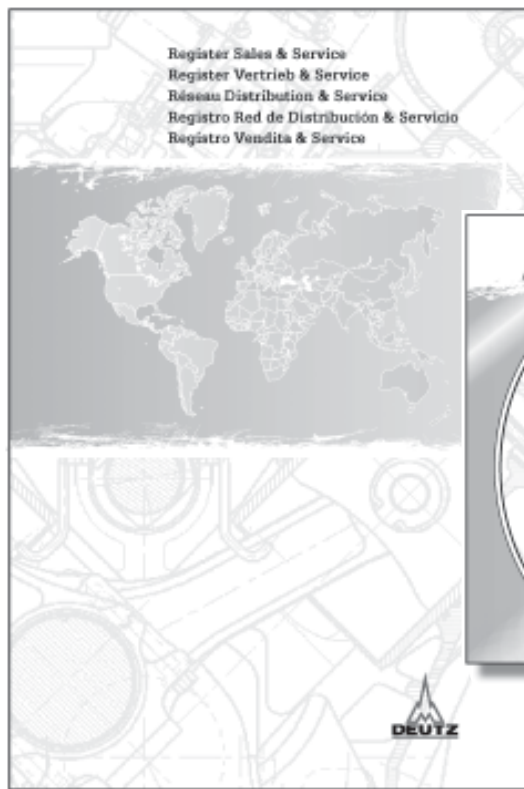 Register Sales & Service
Register Vertrieb & Service
Réseau Distribution & Service
Registro Red de Distribución & Servicio
Registro Vendita & Service
DEUTZ